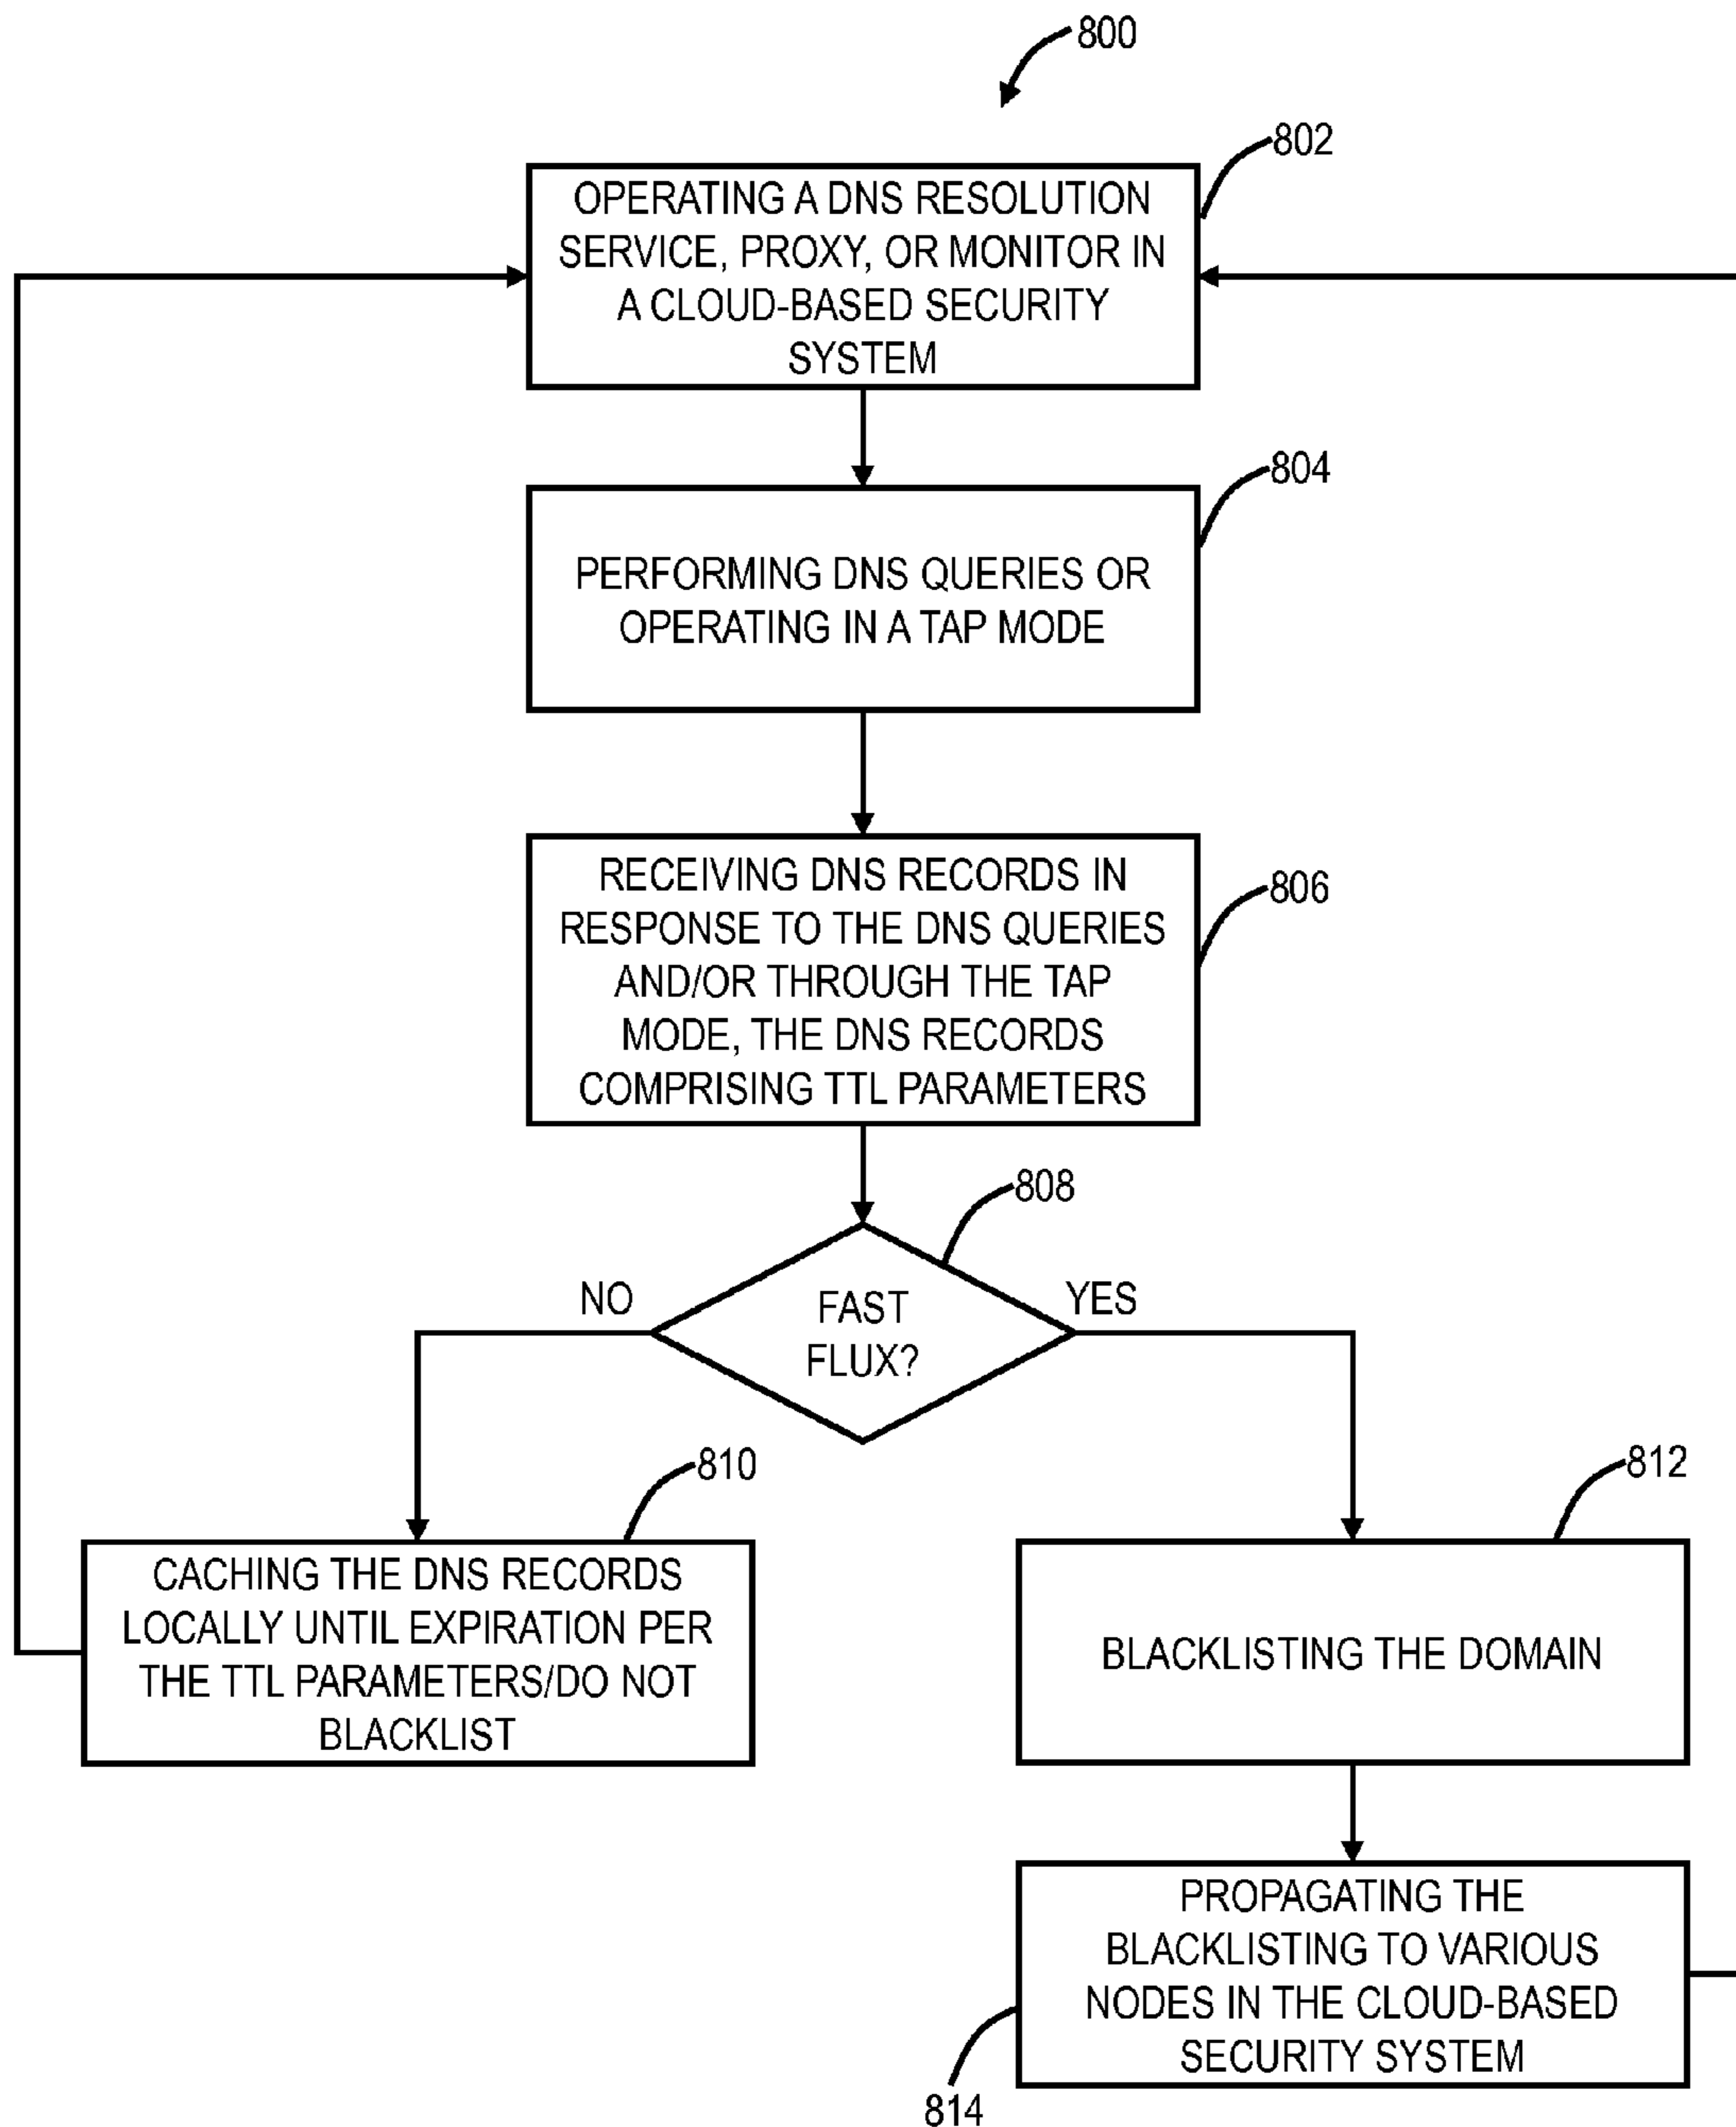 800
802
OPERATING A DNS RESOLUTION
SERVICE, PROXY, OR MONITOR IN
A CLOUD-BASED SECURITY
SYSTEM
804
PERFORMING DNS QUERIES OR
OPERATING IN A TAP MODE
806
RECEIVING DNS RECORDS IN
RESPONSE TO THE DNS QUERIES
AND/OR THROUGH THE TAP
MODE, THE DNS RECORDS
COMPRISING TTL PARAMETERS
808
NO
YES
FAST
FLUX?
810
CACHING THE DNS RECORDS
LOCALLY UNTIL EXPIRATION PER
THE TTL PARAMETERS/DO NOT
BLACKLIST
812
BLACKLISTING THE DOMAIN
PROPAGATING THE
BLACKLISTING TO VARIOUS
NODES IN THE CLOUD-BASED
SECURITY SYSTEM
814